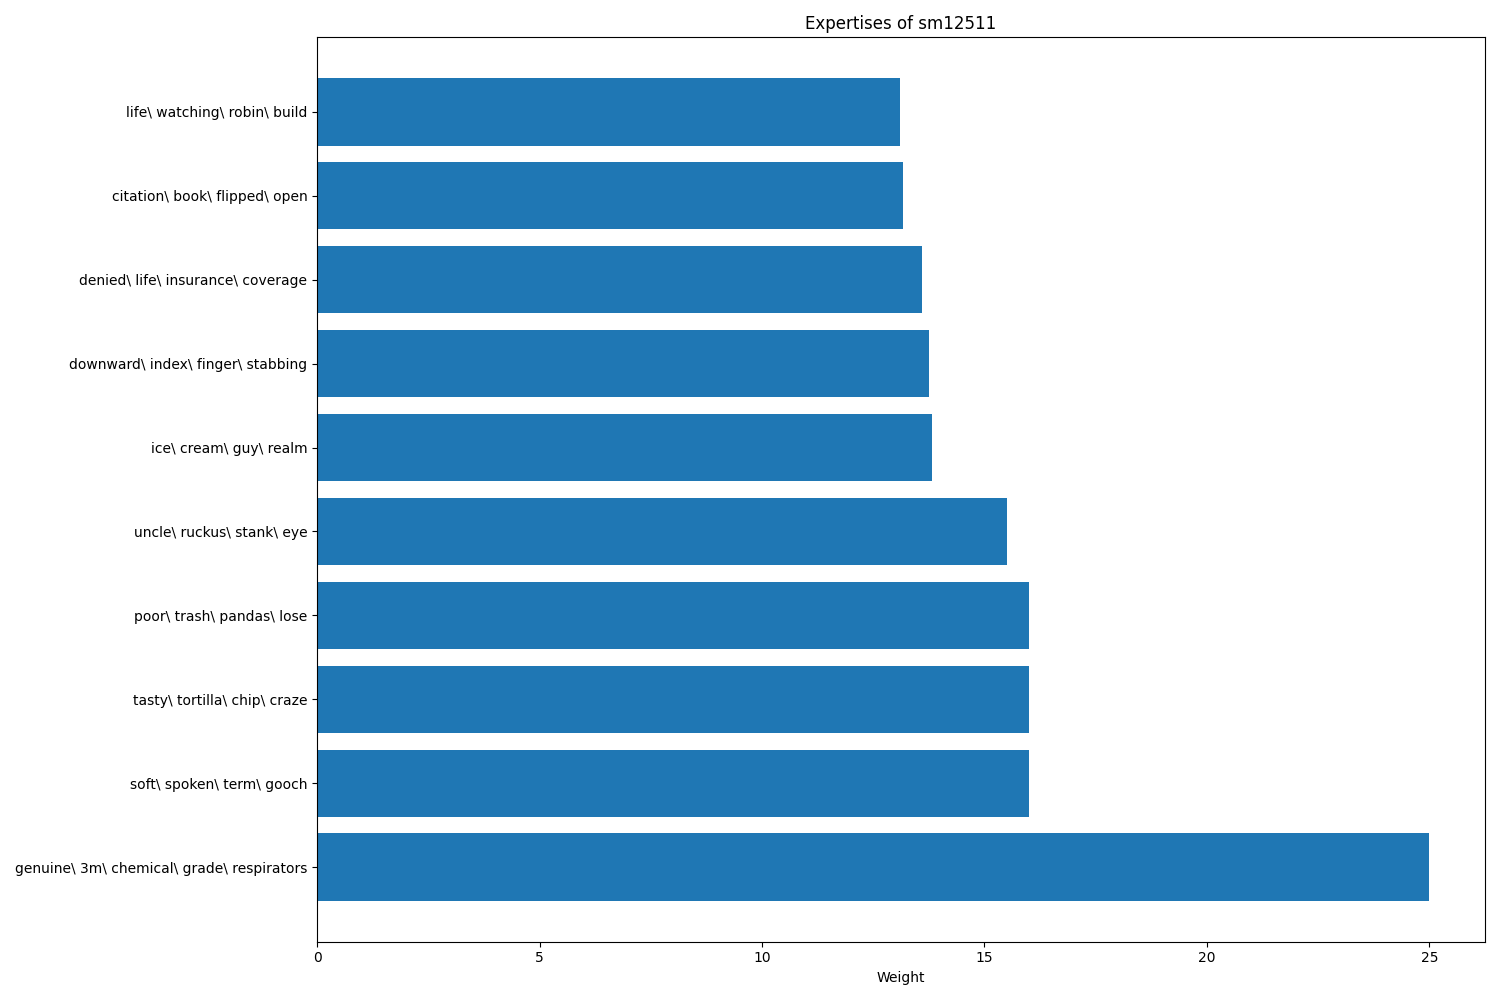 Expertises of sm12511
life\ watching\ robin\ build
citation\ book\ flipped\ open
denied\ life\ insurance\ coverage
downward\ index\ finger\ stabbing
ice\ cream\ guy\ realm
uncle\ ruckus\ stank\ eye
poor\ trash\ pandas\ lose
tasty\ tortilla\ chip\ craze
soft\ spoken\ term\ gooch
genuine\ 3m\ chemical\ grade\ respirators
0 5 10 15 20 25
Weight